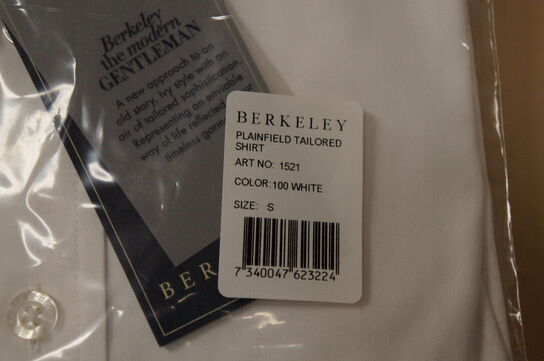 Berkeley
the modern
GENTLEMAN
A new approach to an
old story, Ivy style with an
air of tailored sophistication.
Representing an enviable
way of life reflected
timeless garm
BER
BERKELEY
PLAINFIELD TAILORED
SHIRT
ART NO: 1521
COLOR:100 WHITE
SIZE: S
7 340047 623224